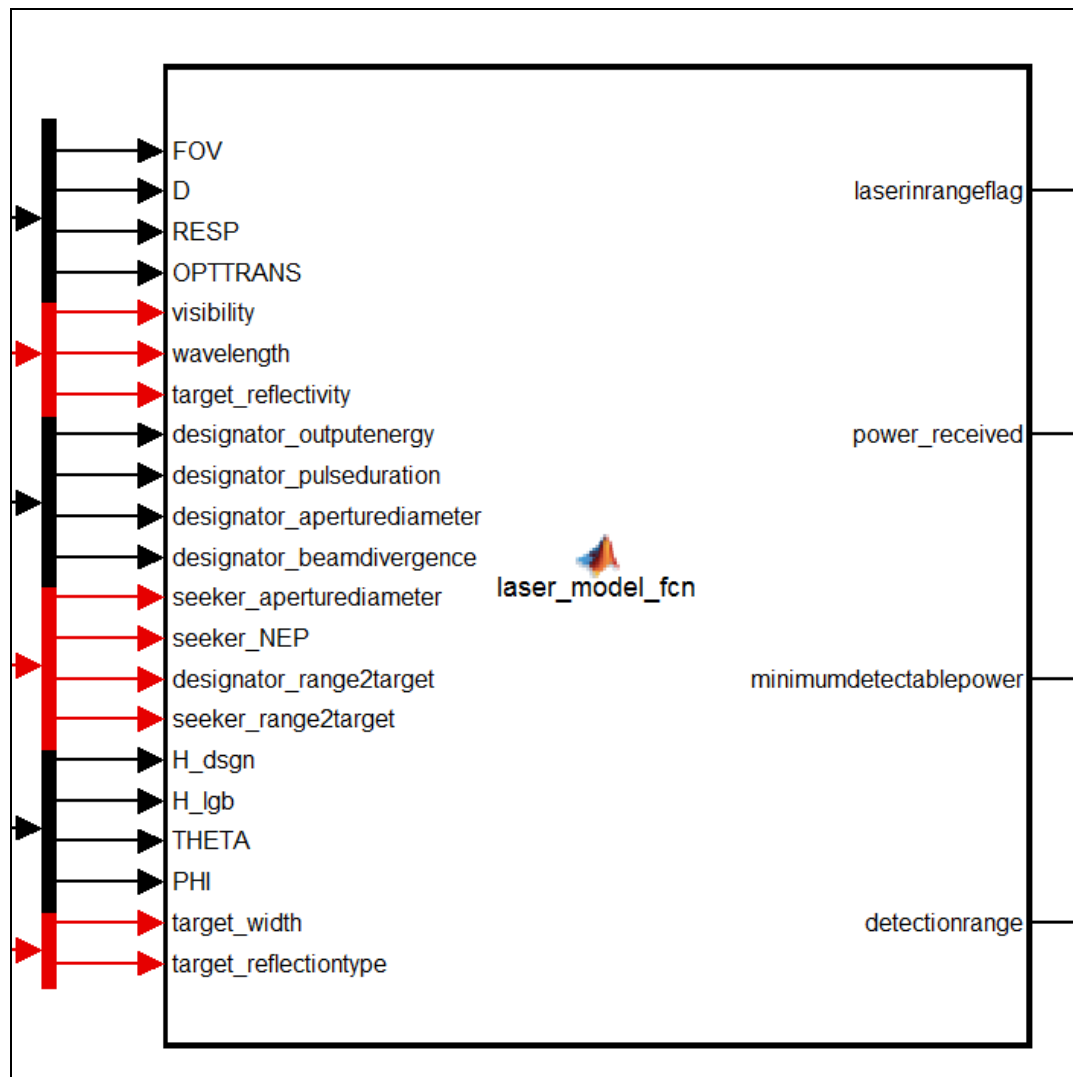 FOV
D
RESP
OPTTRANS
visibility
wavelength
target_reflectivity
designator_outputenergy
designator_pulseduration
designator_aperturediameter
designator_beamdivergence
seeker_aperturediameter
seeker_NEP
designator_range2target
seeker_range2target
H_dsgn
H_lgb
THETA
PHI
target_width
target_reflectiontype
laser_model_fcn
laserinrangeflag
power_received
minimumdetectablepower
detectionrange